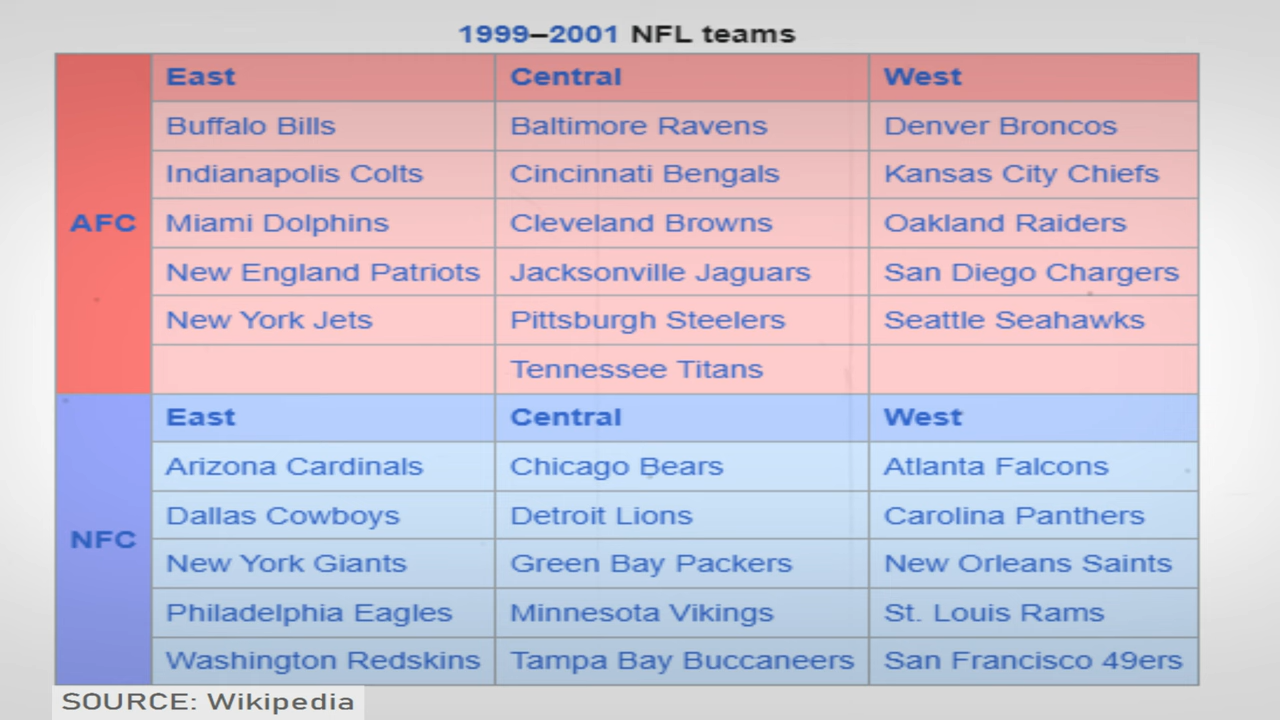 1999–2001 NFL teams
East Central West
Buffalo Bills Baltimore Ravens Denver Broncos
Indianapolis Colts Cincinnati Bengals Kansas City Chiefs
AFC Miami Dolphins Cleveland Browns Oakland Raiders
New England Patriots Jacksonville Jaguars San Diego Chargers
New York Jets Pittsburgh Steelers Seattle Seahawks
Tennessee Titans
East Central West
Arizona Cardinals Chicago Bears Atlanta Falcons
Dallas Cowboys Detroit Lions Carolina Panthers
NFC New York Giants Green Bay Packers New Orleans Saints
Philadelphia Eagles Minnesota Vikings St. Louis Rams
Washington Redskins Tampa Bay Buccaneers San Francisco 49ers
SOURCE: Wikipedia